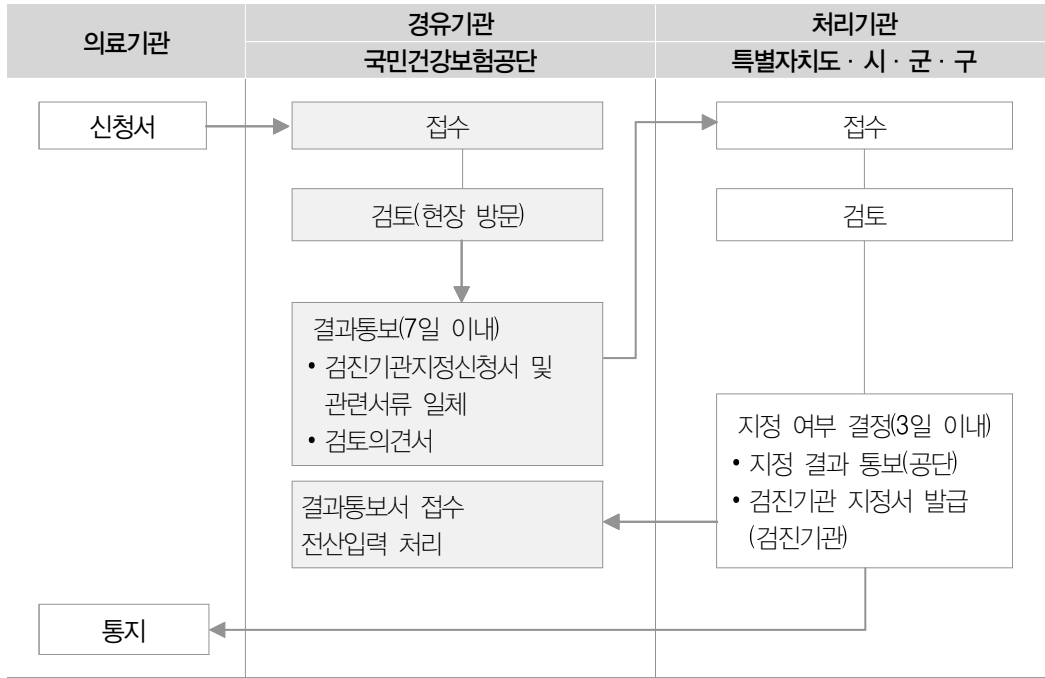 의료기관
경유기관
처리기관
국민건강보험공단
특별자치도 · 시 · 군 · 구
신청서
접수
접수
검토(현장 방문)
검토
결과통보(7일 이내)
• 검진기관지정신청서 및
관련서류 일체
• 검토의견서
지정 여부 결정(3일 이내)
• 지정 결과 통보(공단)
• 검진기관 지정서 발급
(검진기관)
결과통보서 접수
전산입력 처리
통지